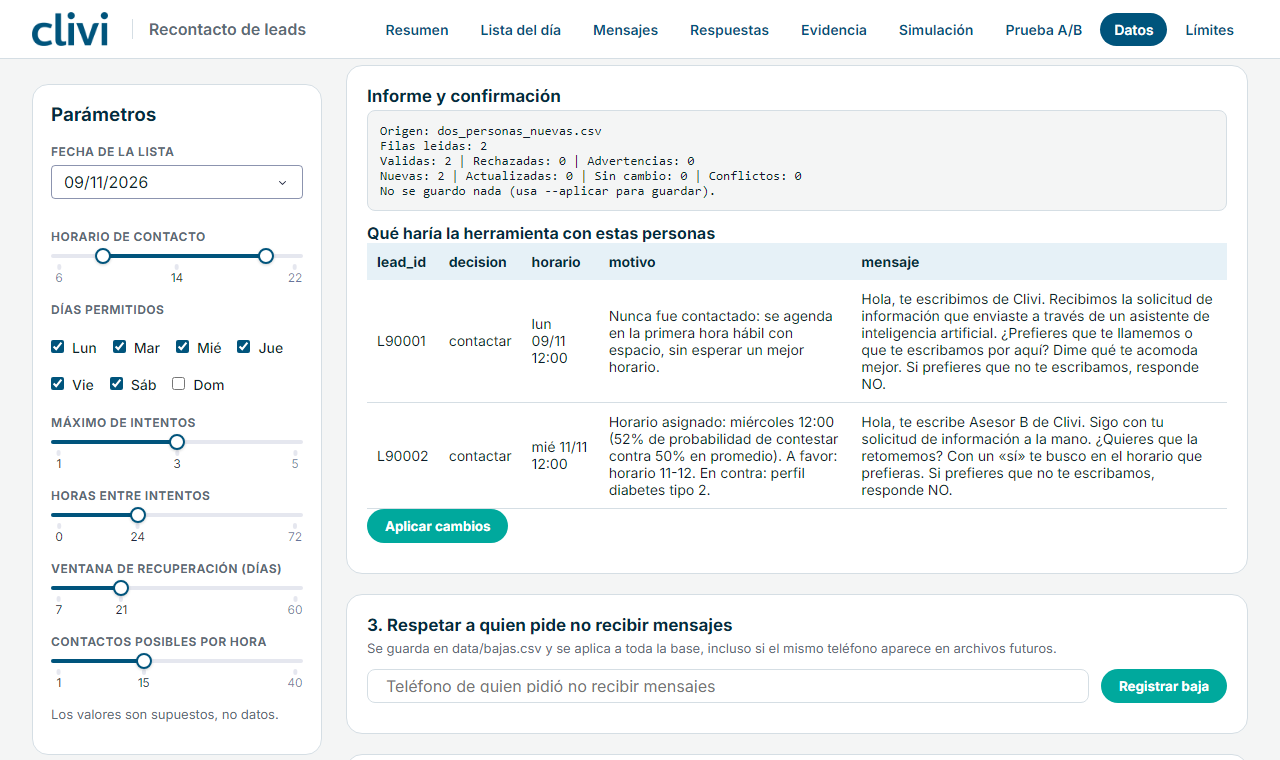 clivi
Recontacto de leads
Resumen
Lista del día
Mensajes
Respuestas
Evidencia
Simulación
Prueba A/B
Datos
Límites
Parámetros
FECHA DE LA LISTA
09/11/2026
HORARIO DE CONTACTO
6
14
22
DÍAS PERMITIDOS
Lun
Mar
Mié
Jue
Vie
Sáb
Dom
MÁXIMO DE INTENTOS
1
3
5
HORAS ENTRE INTENTOS
0
24
72
VENTANA DE RECUPERACIÓN (DÍAS)
7
21
60
CONTACTOS POSIBLES POR HORA
1
15
40
Los valores son supuestos, no datos.
Informe y confirmación
Origen: dos_personas_nuevas.csv
Filas leidas: 2
Validas: 2 | Rechazadas: 0 | Advertencias: 0
Nuevas: 2 | Actualizadas: 0 | Sin cambio: 0 | Conflictos: 0
No se guardo nada (usa --aplicar para guardar).
Qué haría la herramienta con estas personas
lead_id
decision
horario
motivo
mensaje
L90001
contactar
lun
09/11
12:00
Nunca fue contactado: se agenda
en la primera hora hábil con
espacio, sin esperar un mejor
horario.
Hola, te escribimos de Clivi. Recibimos la solicitud de
información que enviaste a través de un asistente de
inteligencia artificial. ¿Prefieres que te llamemos o
que te escribamos por aquí? Dime qué te acomoda
mejor. Si prefieres que no te escribamos, responde
NO.
L90002
contactar
mié 11/11
12:00
Horario asignado: miércoles 12:00
(52% de probabilidad de contestar
contra 50% en promedio). A favor:
horario 11-12. En contra: perfil
diabetes tipo 2.
Hola, te escribe Asesor B de Clivi. Sigo con tu
solicitud de información a la mano. ¿Quieres que la
retomemos? Con un «sí» te busco en el horario que
prefieras. Si prefieres que no te escribamos,
responde NO.
Aplicar cambios
3. Respetar a quien pide no recibir mensajes
Se guarda en data/bajas.csv y se aplica a toda la base, incluso si el mismo teléfono aparece en archivos futuros.
Teléfono de quien pidió no recibir mensajes
Registrar baja